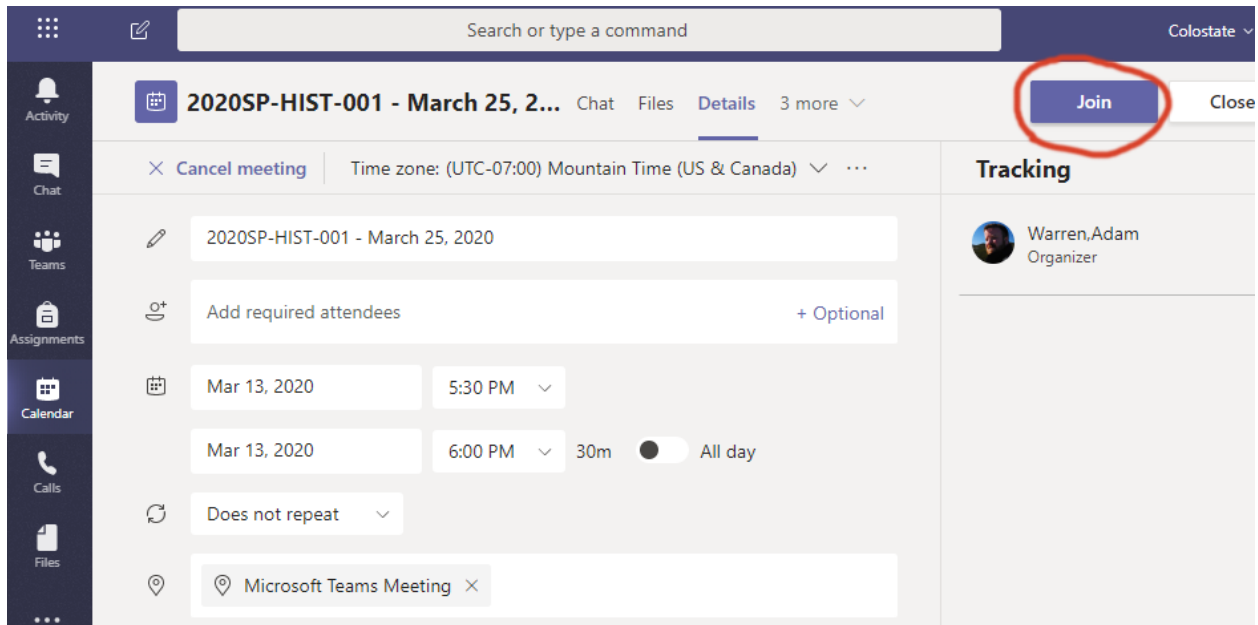 Search or type a command
Colostate
Activity
Chat
Teams
Assignments
Calendar
Calls
Files
2020SP-HIST-001 - March 25, 2... Chat Files Details 3 more
Join
Close
Cancel meeting
Time zone: (UTC-07:00) Mountain Time (US & Canada)
Tracking
2020SP-HIST-001 - March 25, 2020
Warren,Adam
Organizer
Add required attendees
+ Optional
Mar 13, 2020 5:30 PM
Mar 13, 2020 6:00 PM 30m All day
Does not repeat
Microsoft Teams Meeting